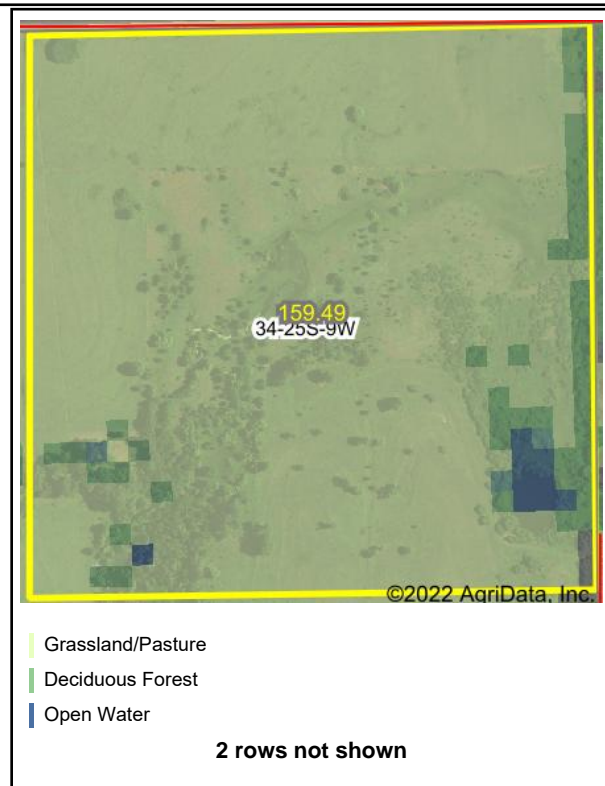 159.49
34-25S-9W
©2022 AgriData, Inc.
Grassland/Pasture
Deciduous Forest
Open Water
2 rows not shown